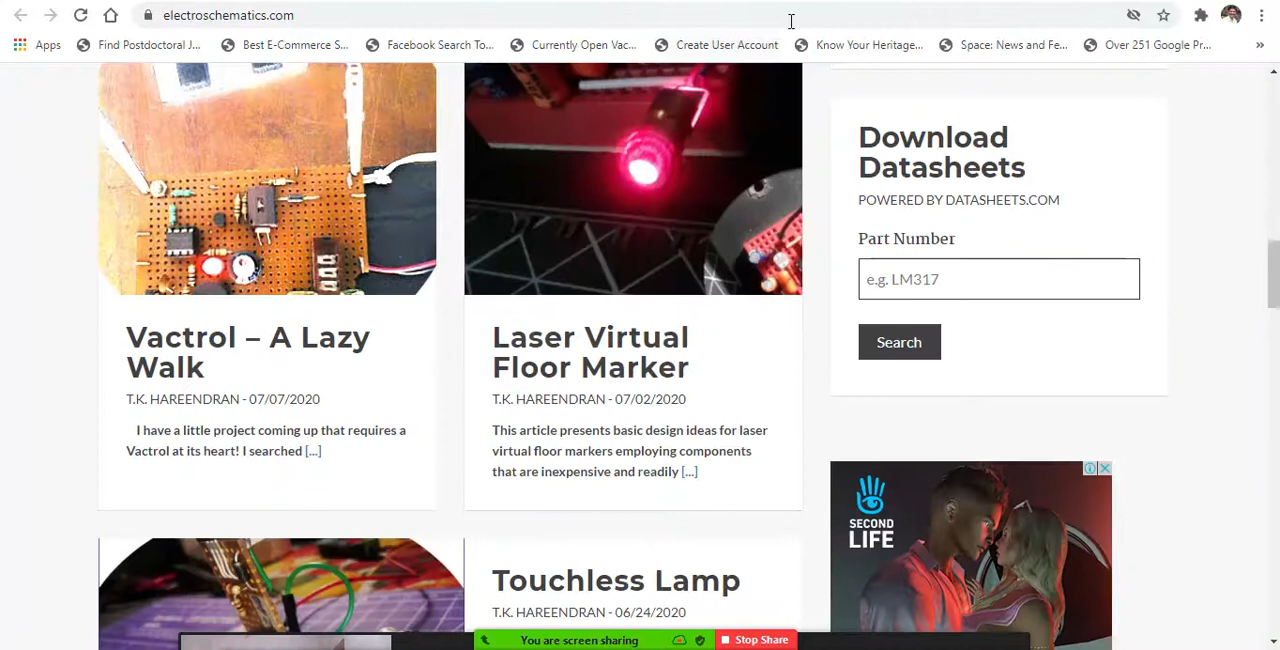 electroschematics.com
Apps
Find Postdoctoral J...
Best E-Commerce S...
Facebook Search To...
Currently Open Vac...
Create User Account
Know Your Heritage...
Space: News and Fe...
Over 251 Google Pr...
»
Vactrol – A Lazy
Walk
T.K. HAREENDRAN - 07/07/2020
I have a little project coming up that requires a
Vactrol at its heart! I searched [...]
Laser Virtual
Floor Marker
T.K. HAREENDRAN - 07/02/2020
This article presents basic design ideas for laser
virtual floor markers employing components
that are inexpensive and readily [...]
Touchless Lamp
T.K. HAREENDRAN - 06/24/2020
Download
Datasheets
POWERED BY DATASHEETS.COM
Part Number
e.g. LM317
Search
SECOND
LIFE
You are screen sharing
Stop Share